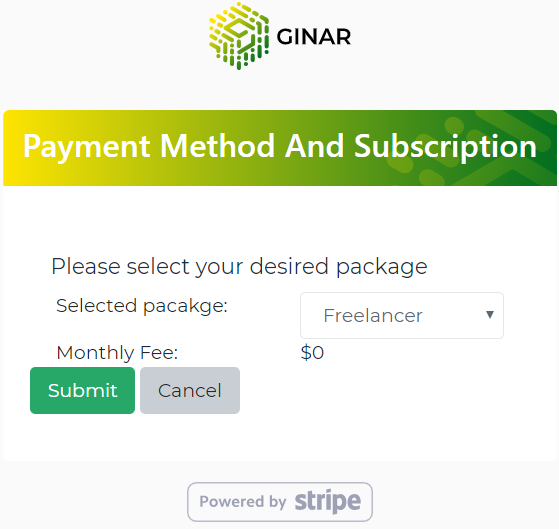 GINAR
Payment Method And Subscription
Please select your desired package
Selected pacakge:
Freelancer
Monthly Fee:
$0
Submit
Cancel
Powered by stripe